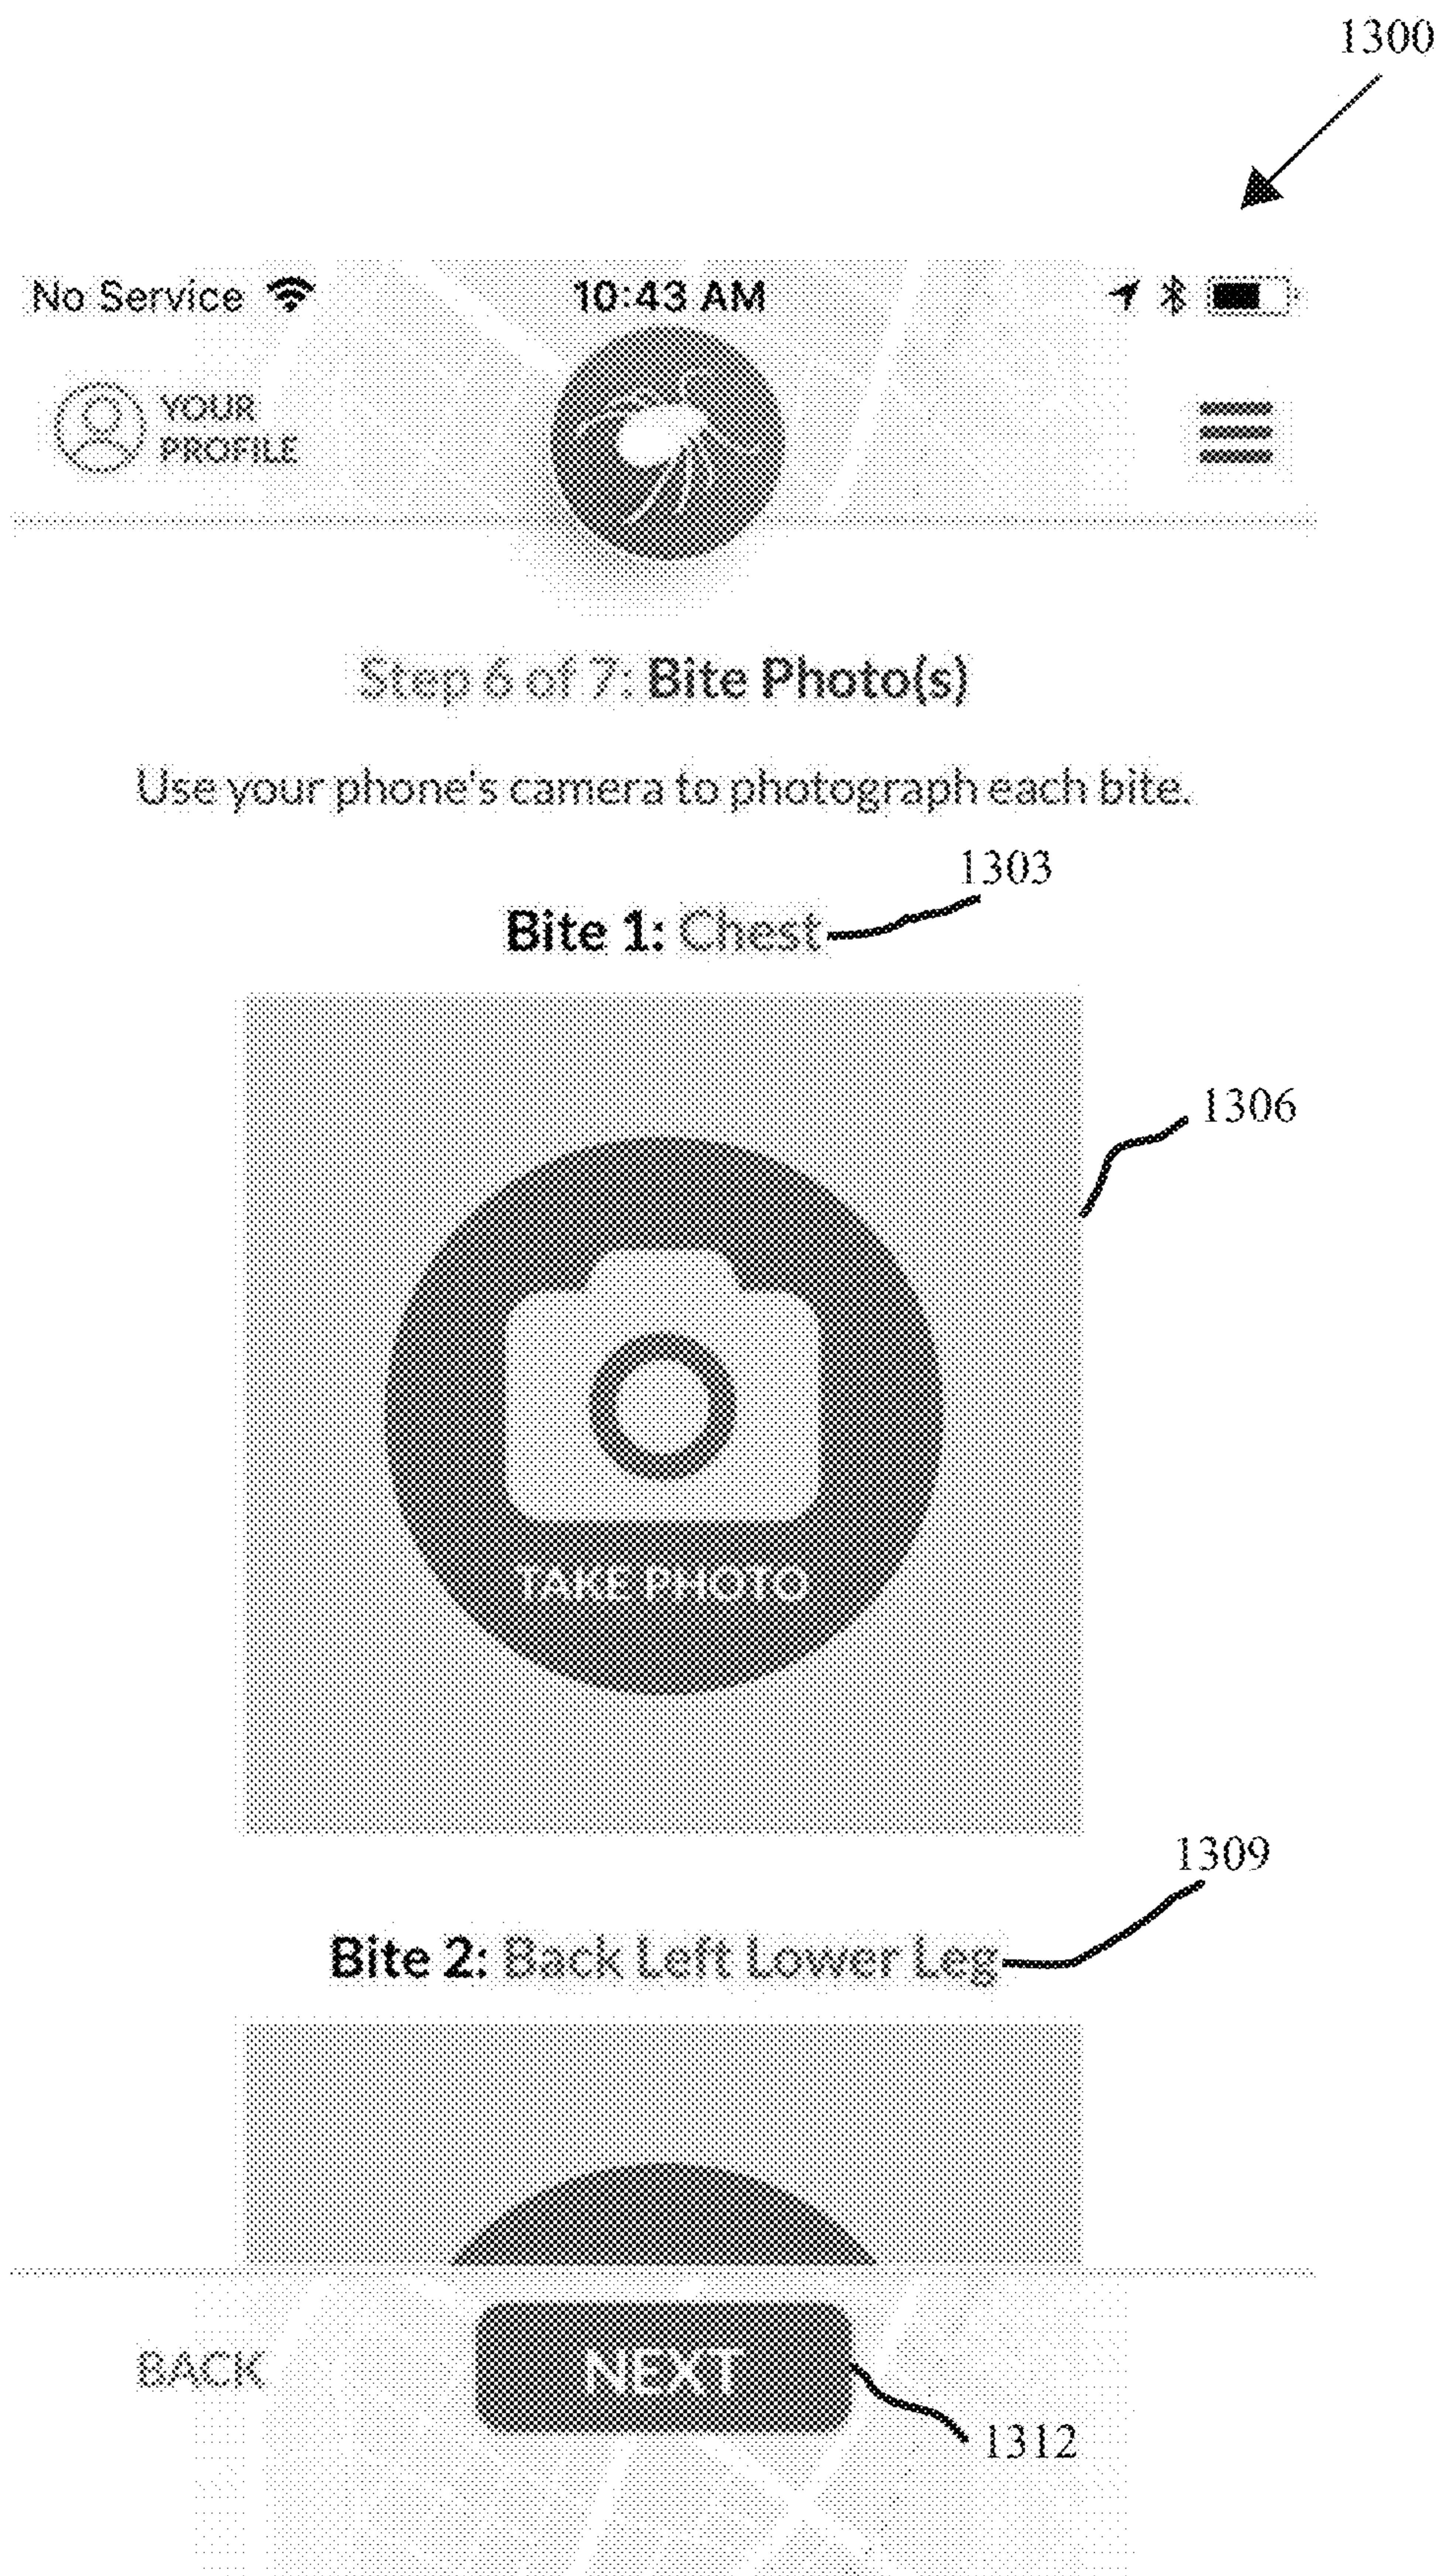 1300
No Service 10:43 AM
YOUR
PROFILE
Step 6 of 7: Bite Photo(s)
Use your phone's camera to photograph each bite.
1303
Bite 1: Chest
1306
TAKE PHOTO
1309
Bite 2: Back Left Lower Leg
BACK NEXT
1312